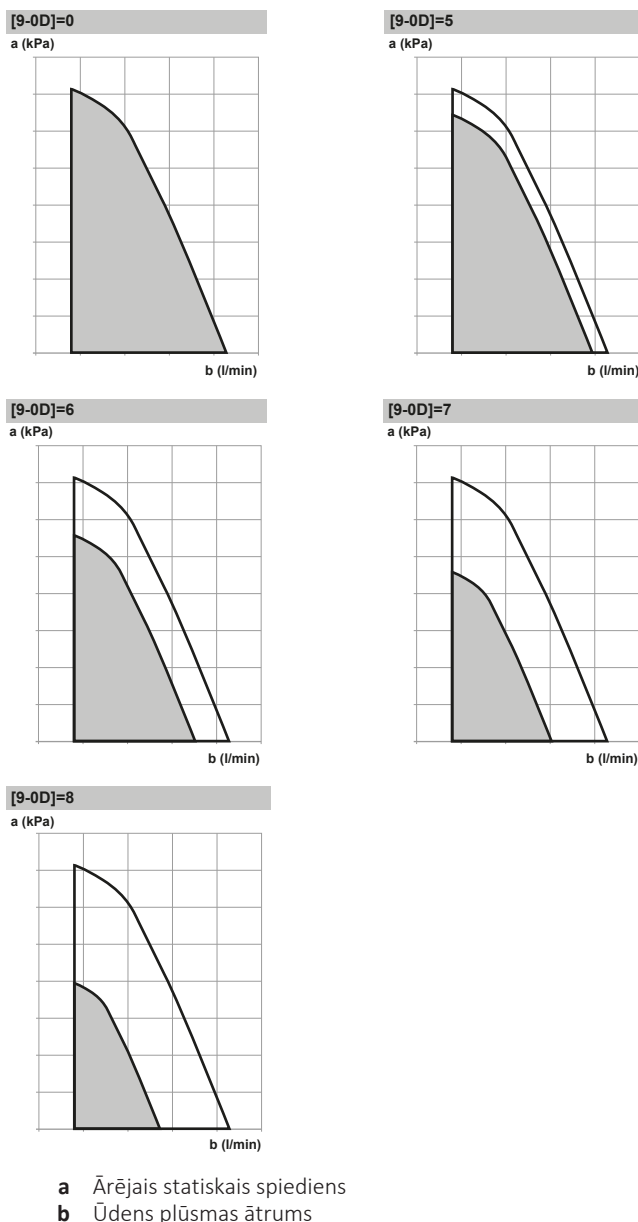 [9-0D]=0
a (kPa)
b (l/min)
[9-0D]=5
a (kPa)
b (l/min)
[9-0D]=6
a (kPa)
b (l/min)
[9-0D]=7
a (kPa)
b (l/min)
[9-0D]=8
a (kPa)
b (l/min)
a Ārējais statiskais spiediens
b Ūdens plūsmas ātrums